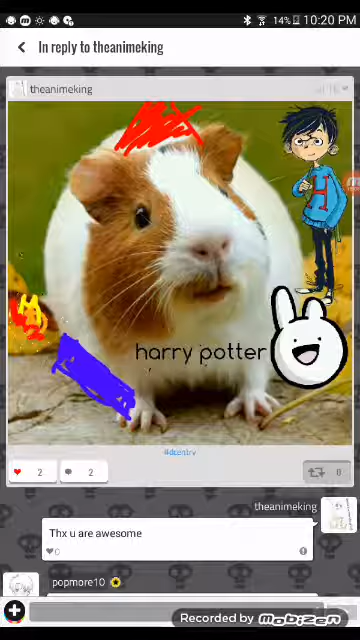 14% 10:20 PM
In reply to theanimeking
theanimeking
H
harry potter
#dcentry
2
2
0
theanimeking
Thx u are awesome
0
popmore10
Recorded by MOBIZEN